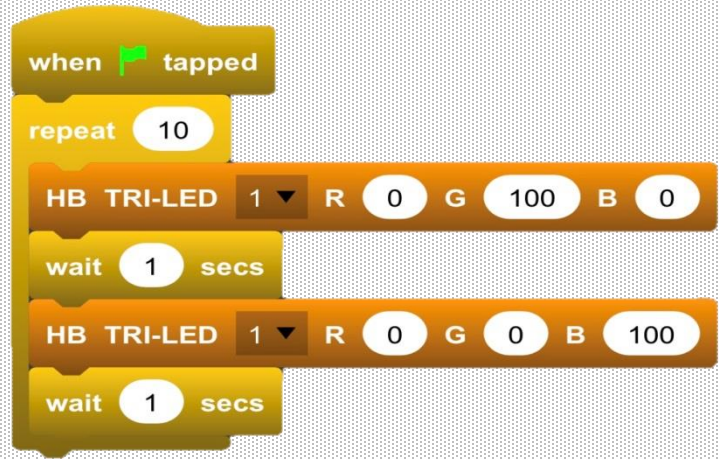 when tapped
repeat 10
HB TRI-LED 1 R 0 G 100 B 0
wait 1 secs
HB TRI-LED 1 R 0 G 0 B 100
wait 1 secs